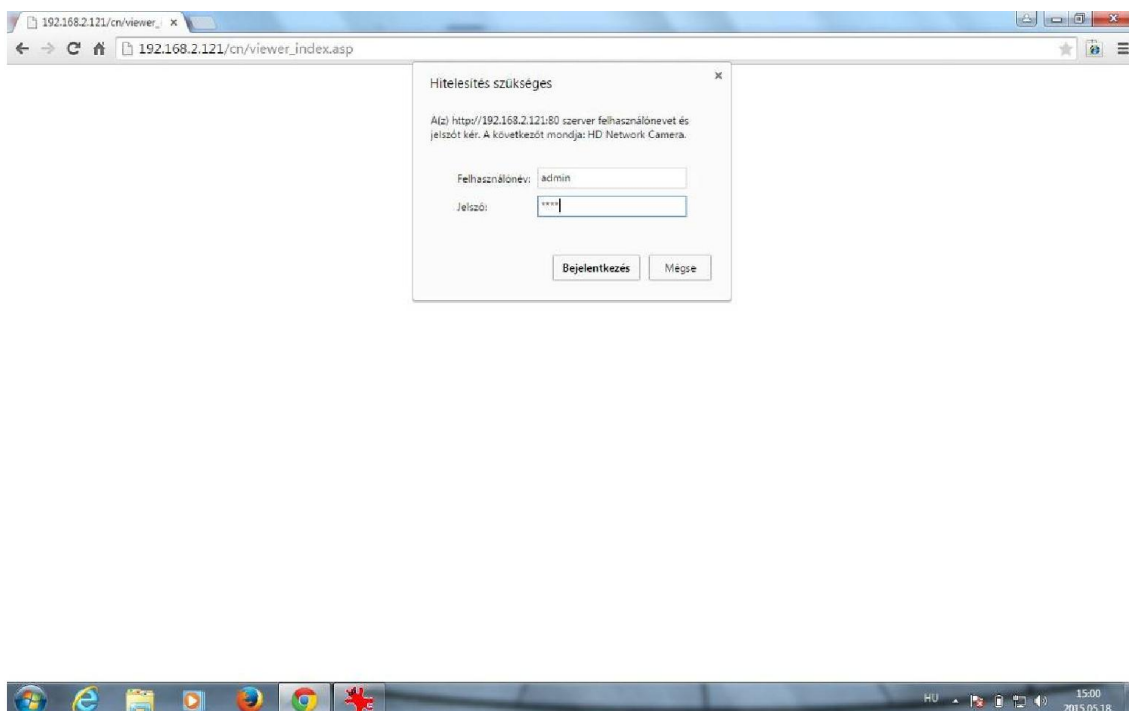 192.168.2.121/cn/viewer_
192.168.2.121/cn/viewer_index.asp
Hitelesítés szükséges
A(z) http://192.168.2.121:80 szerver felhasználónevet és
jelszót kér. A következőt mondja: HD Network Camera.
Felhasználónév: admin
Jelszó: ****
Bejelentkezés Mégse
HU 15:00
2015.05.18.